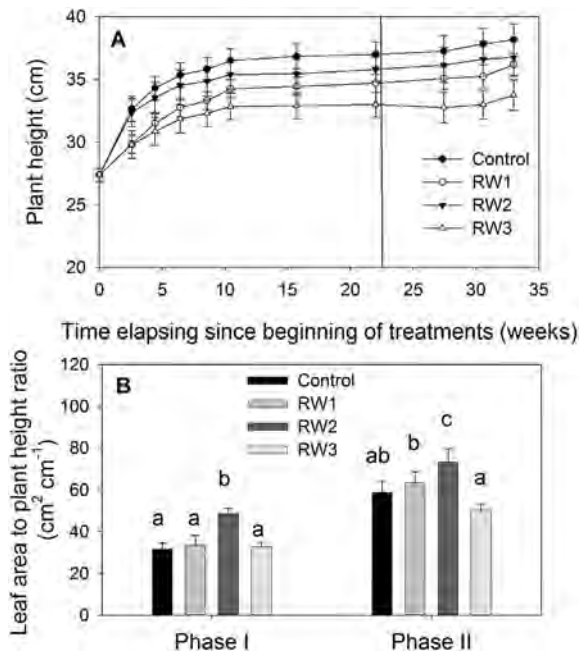 40
A
35
30
25
20
Plant height (cm)
Control
RW1
RW2
RW3
0 5 10 15 20 25 30 35
Time elapsing since beginning of treatments (weeks)
120
B
100
80
60
40
20
0
Leaf area to plant height ratio
(cm² cm⁻¹)
Control
RW1
RW2
RW3
a a b a
ab b c a
Phase I Phase II